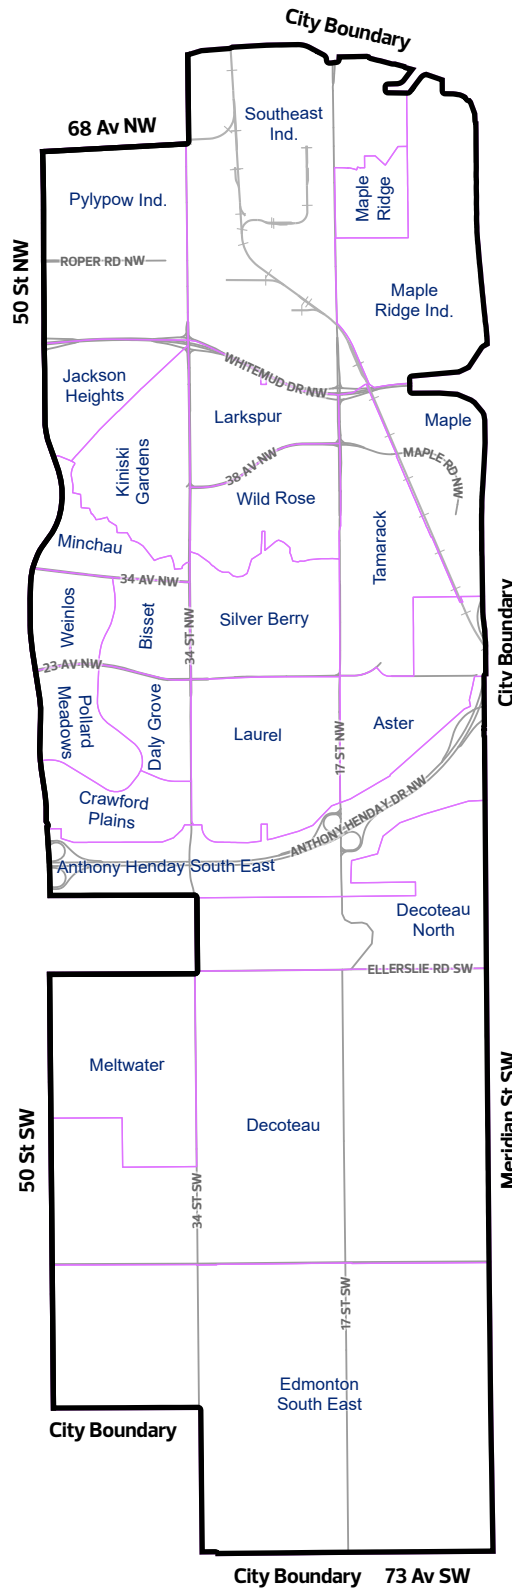 City Boundary
68 Av NW
Southeast
Ind.
Pylypow Ind.
Maple
Ridge
50 St NW
ROPER RD NW
Maple
Ridge Ind.
WHITEMUD DR NW
Jackson
Heights
Larkspur
Maple
38 AV NW
MAPLE RD NW
Kiniski
Gardens
Wild Rose
Minchau
Tamarack
34 AV NW
Weinlos
Bisset
34 ST NW
Silver Berry
City Boundary
23 AV NW
Pollard
Meadows
Daly Grove
Laurel
17 ST NW
Aster
Crawford
Plains
ANTHONY HENDAY DR NW
Anthony Henday South East
Decoteau
North
ELLERSLIE RD SW
Meltwater
50 St SW
Decoteau
Meridian St SW
34 ST SW
17 ST SW
Edmonton
South East
City Boundary
City Boundary
73 Av SW